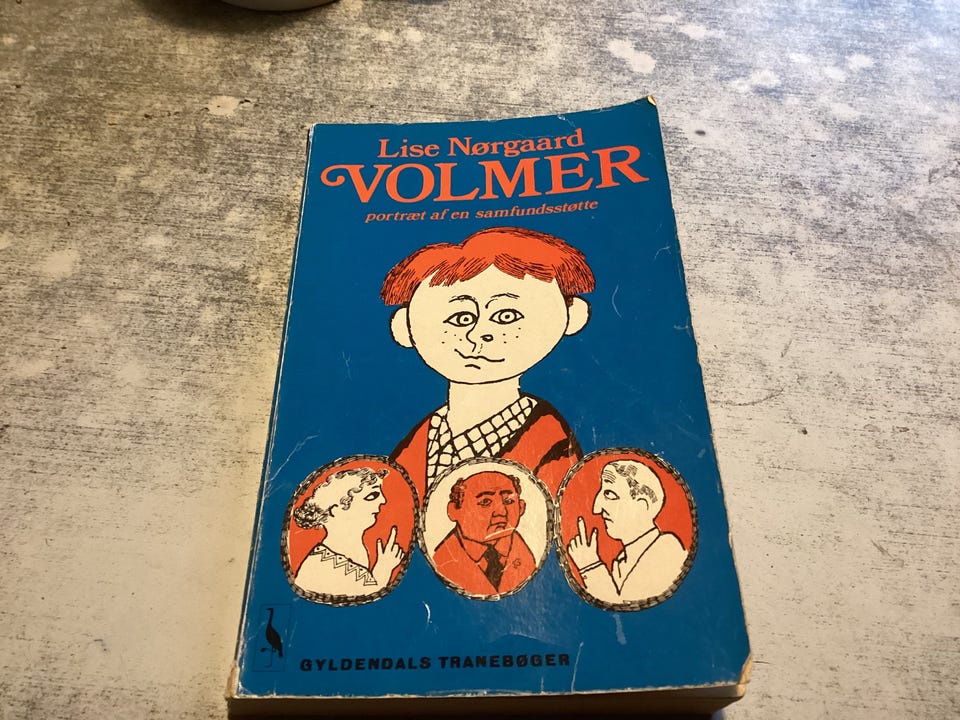 Lise Nørgaard
VOLMER
portræt af en samfundsstøtte
GYLDENDALS TRANEBØGER